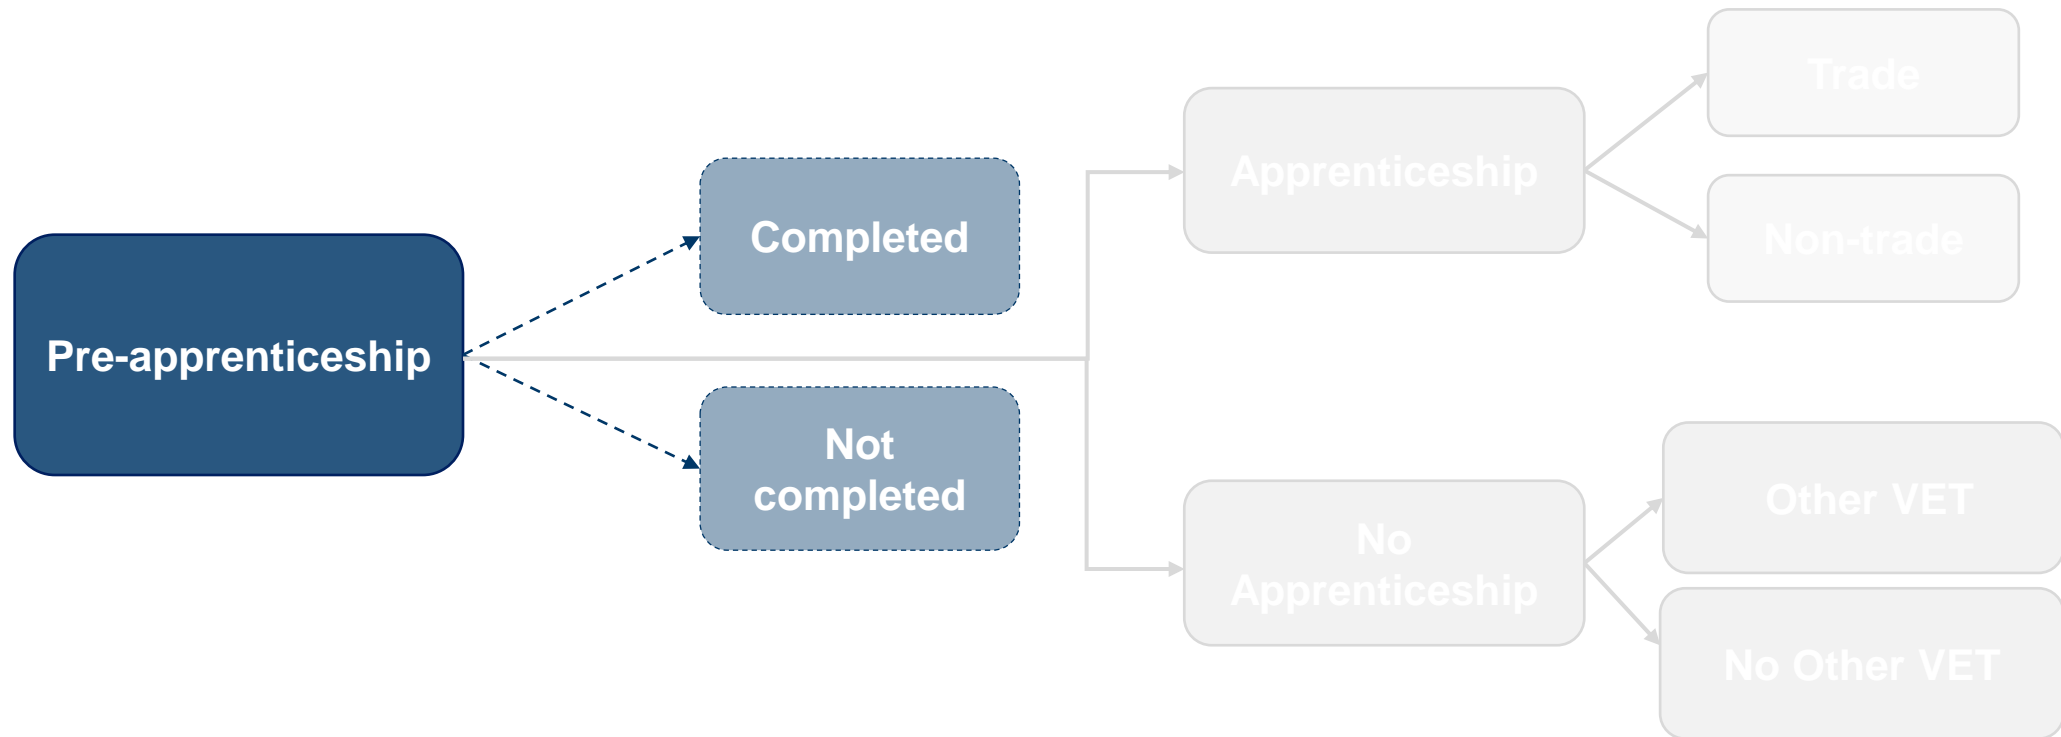 Pre-apprenticeship
Completed
Not
completed
Apprenticeship
No
Apprenticeship
Trade
Non-trade
Other VET
No Other VET